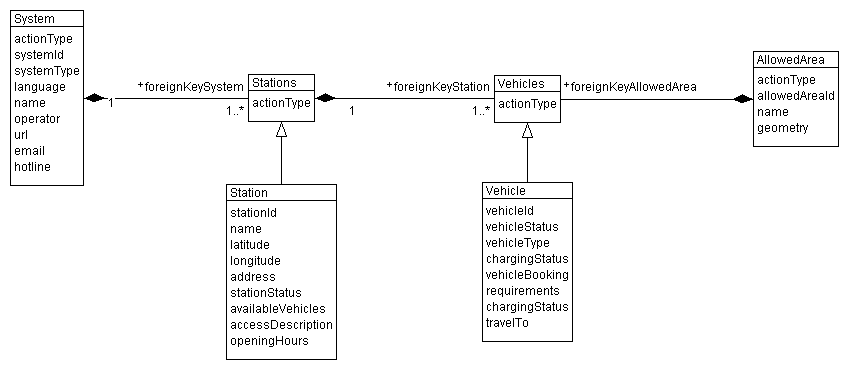 System
actionType
systemId
systemType
language
name
operator
url
email
hotline
+foreignKeySystem
1
1..*
Stations
actionType
+foreignKeyStation
1
1..*
Vehicles
actionType
+foreignKeyAllowedArea
AllowedArea
actionType
allowedAreaId
name
geometry
Station
stationId
name
latitude
longitude
address
stationStatus
availableVehicles
accessDescription
openingHours
Vehicle
vehicleId
vehicleStatus
vehicleType
chargingStatus
vehicleBooking
requirements
chargingStatus
travelTo